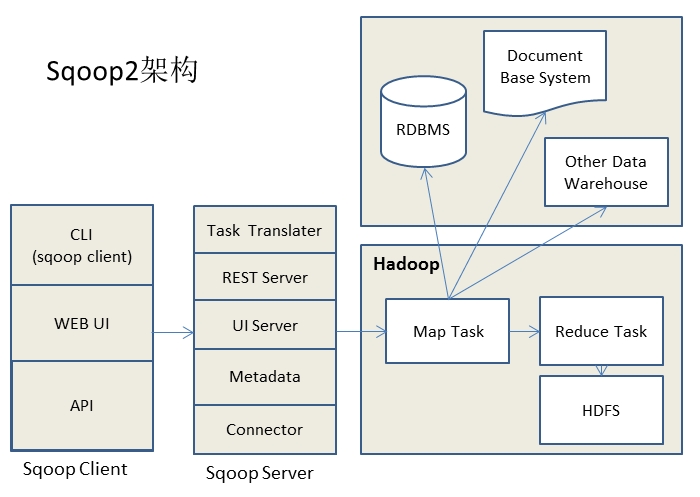 Sqoop2架构
CLI
(sqoop client)
WEB UI
API
Sqoop Client
Task Translater
REST Server
UI Server
Metadata
Connector
Sqoop Server
RDBMS
Document
Base System
Other Data
Warehouse
Hadoop
Map Task
Reduce Task
HDFS